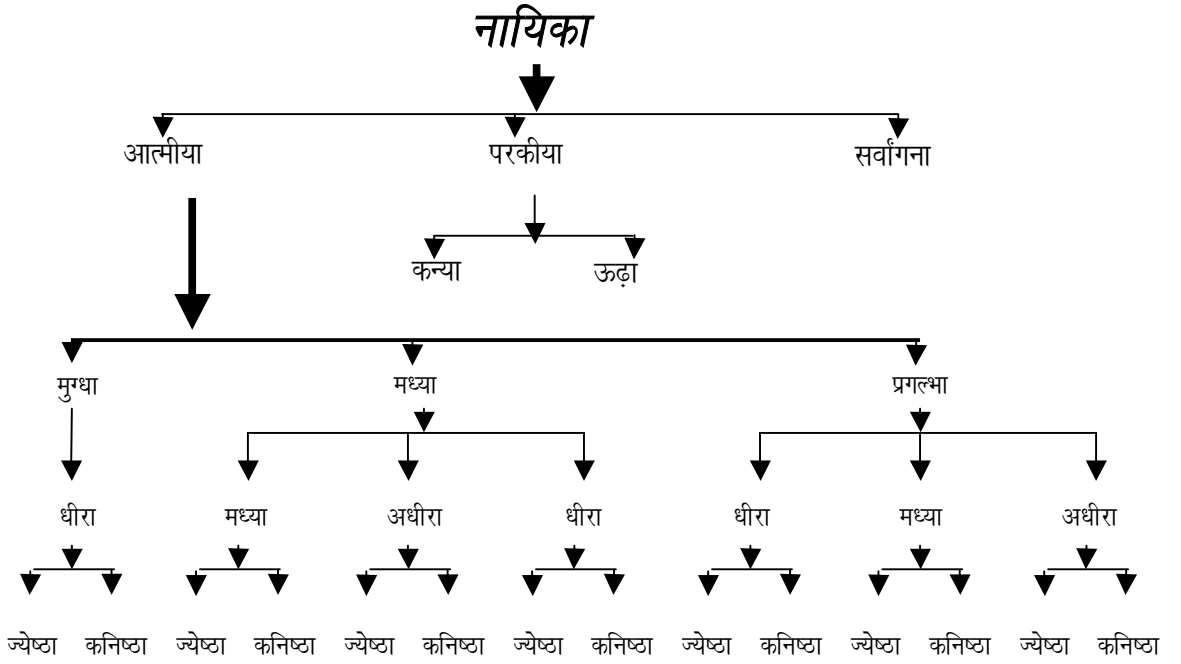 नायिका
आत्मीया परकीया सर्वांगना
कन्या ऊढ़ा
मुग्धा मध्या प्रगल्भा
धीरा मध्या अधीरा धीरा धीरा मध्या अधीरा
ज्येष्ठा कनिष्ठा ज्येष्ठा कनिष्ठा ज्येष्ठा कनिष्ठा ज्येष्ठा कनिष्ठा ज्येष्ठा कनिष्ठा ज्येष्ठा कनिष्ठा ज्येष्ठा कनिष्ठा